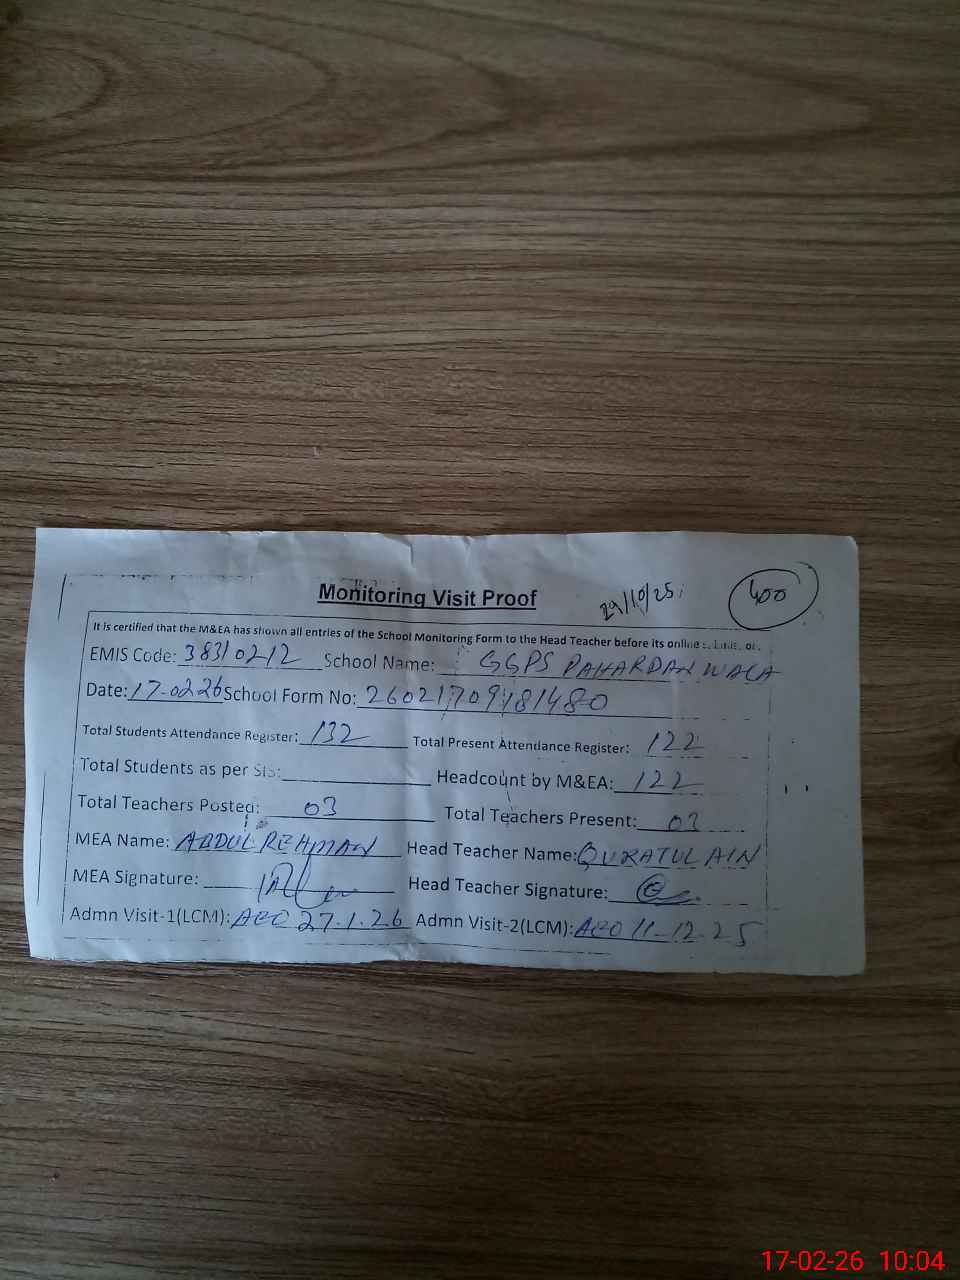 Monitoring Visit Proof
29/10/25
400
It is certified that the M&EA has shown all entries of the School Monitoring Form to the Head Teacher before its online
EMIS Code: 38310212 School Name: GGPS PAHARDAN WALA
Date: 17-02-26 School Form No: 26021709181480
Total Students Attendance Register: 132 Total Present Attendance Register: 122
Total Students as per SIS: Headcount by M&EA: 122
Total Teachers Posted: 03 Total Teachers Present: 03
MEA Name: ABDUL REHMAN Head Teacher Name: QURATUL AIN
MEA Signature: Head Teacher Signature:
Admn Visit-1(LCM): AEO 27.1.26 Admn Visit-2(LCM): AEO 11-12-25
17-02-26 10:04